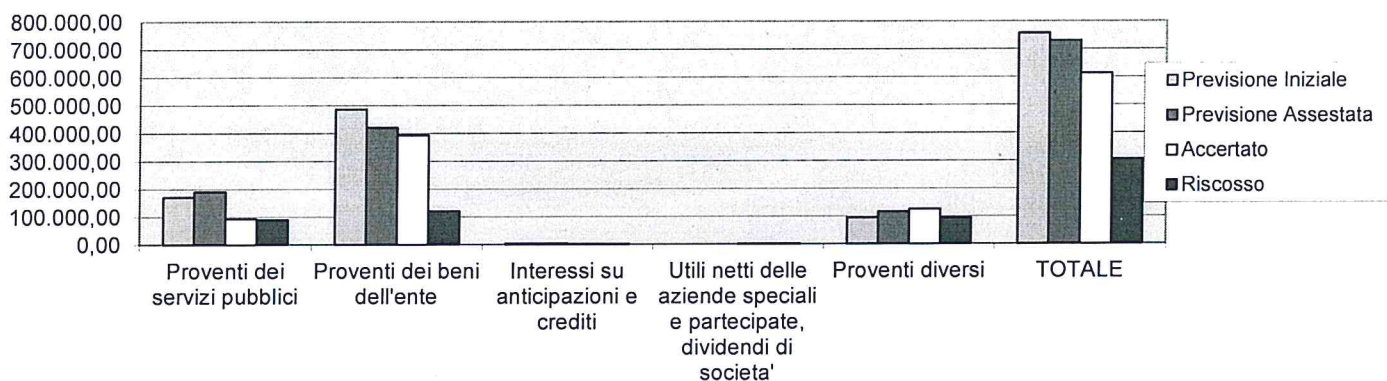 800.000,00
700.000,00
600.000,00
500.000,00
400.000,00
300.000,00
200.000,00
100.000,00
0,00
Proventi dei
servizi pubblici
Proventi dei beni
dell'ente
Interessi su
anticipazioni e
crediti
Utili netti delle
aziende speciali
e partecipate,
dividendi di
societa'
Proventi diversi
TOTALE
Previsione Iniziale
Previsione Assestata
Accertato
Riscosso